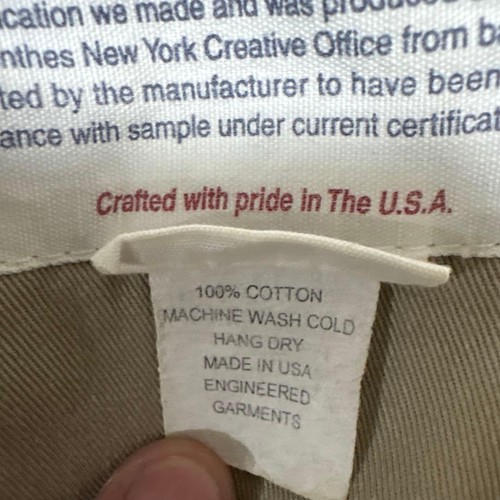 cation we made and was produced
nthes New York Creative Office from ba
ted by the manufacturer to have been
ance with sample under current certificat
Crafted with pride in The U.S.A.
100% COTTON
MACHINE WASH COLD
HANG DRY
MADE IN USA
ENGINEERED
GARMENTS